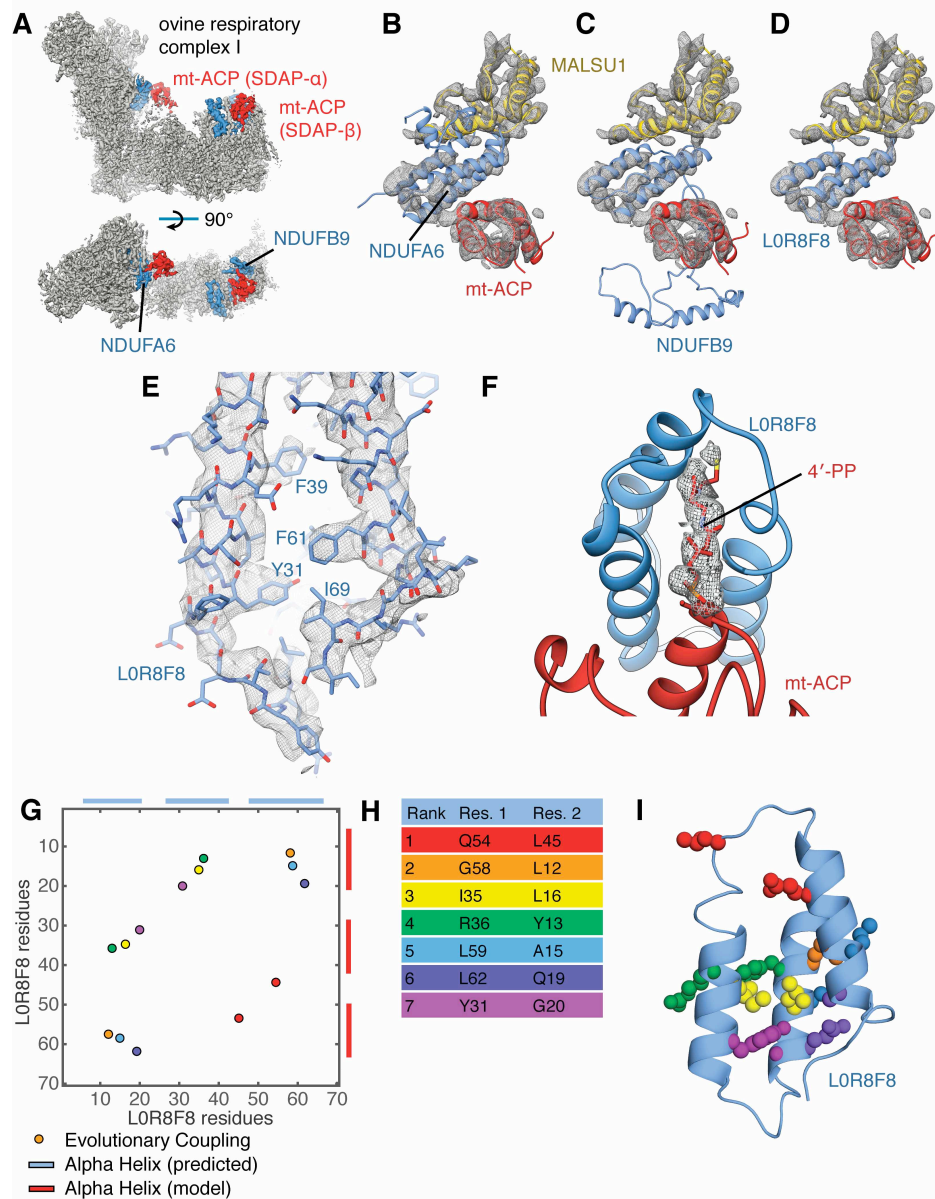 A
ovine respiratory
complex I
mt-ACP (SDAP-α)
mt-ACP
(SDAP-β)
90°
NDUFB9
NDUFA6
B
MALSU1
NDUFA6
mt-ACP
C
NDUFB9
D
L0R8F8
E
F39
F61
Y31
I69
L0R8F8
F
L0R8F8
4′-PP
mt-ACP
G
10
20
30
40
50
60
70
L0R8F8 residues
10 20 30 40 50 60 70
L0R8F8 residues
Evolutionary Coupling
Alpha Helix (predicted)
Alpha Helix (model)
H
Rank Res. 1 Res. 2
1 Q54 L45
2 G58 L12
3 I35 L16
4 R36 Y13
5 L59 A15
6 L62 Q19
7 Y31 G20
I
L0R8F8